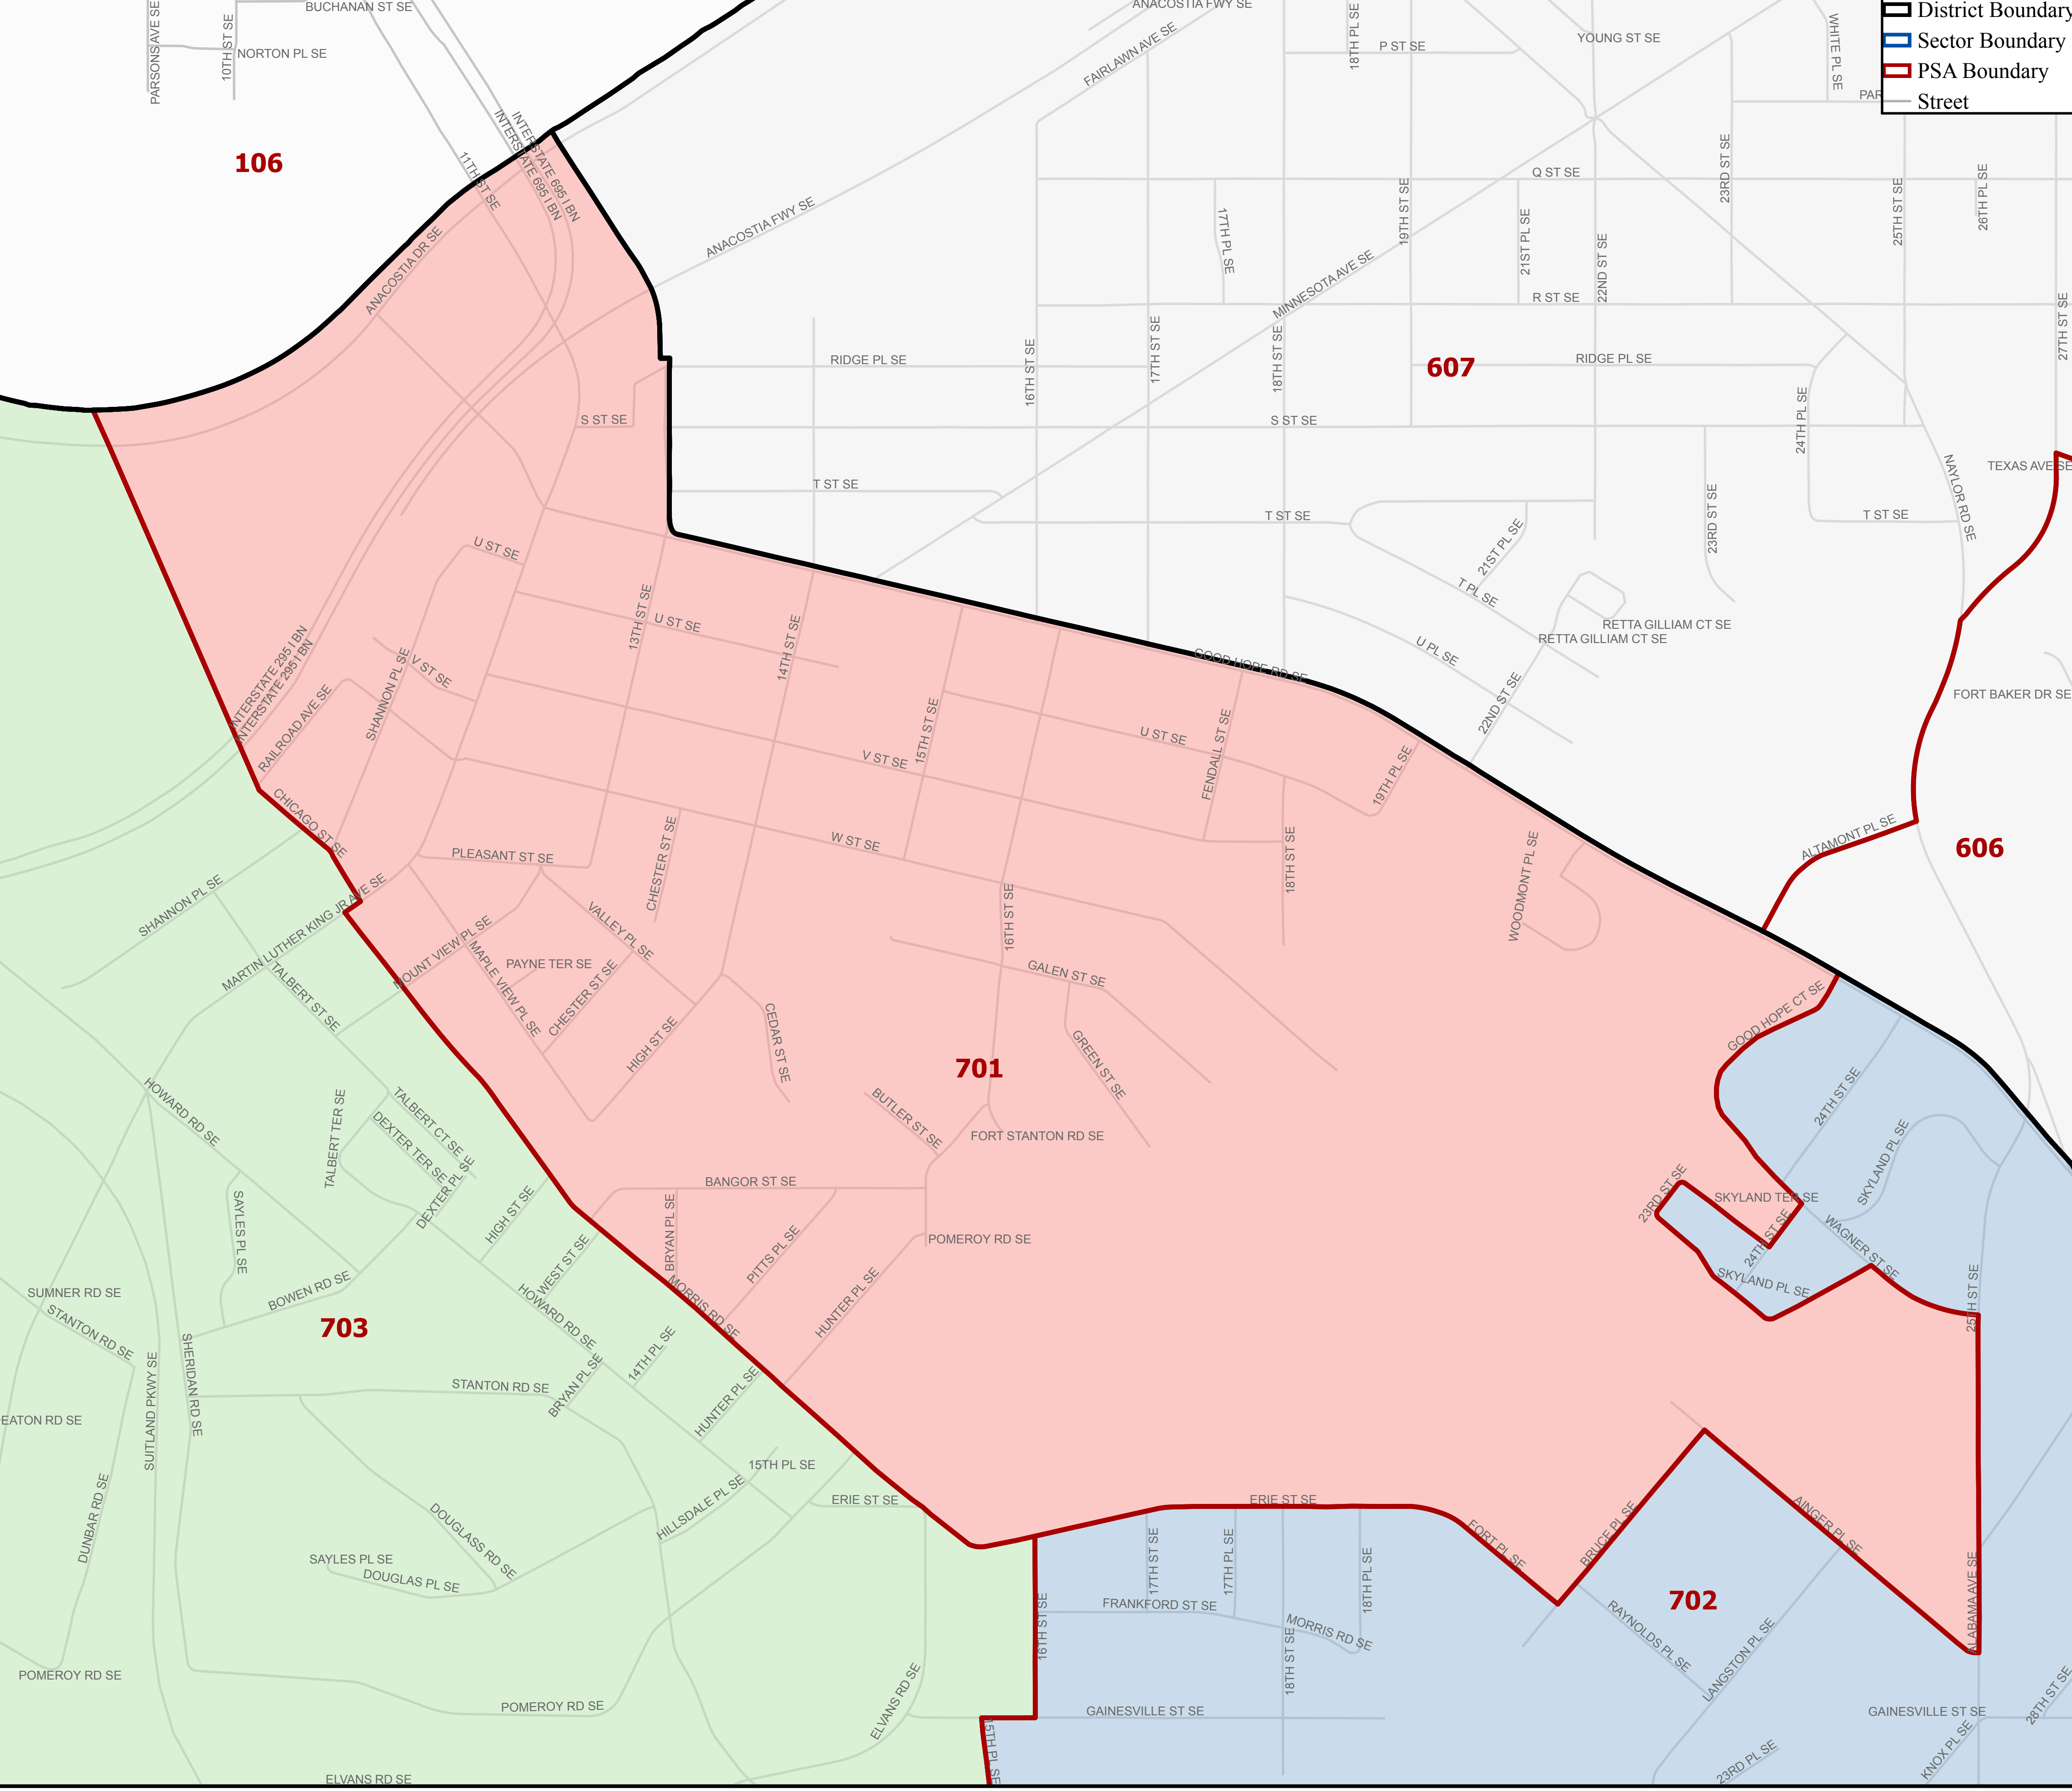 BUCHANAN ST SE
ANACOSTIA FWY SE
District Boundary
PARSONS AVE SE
10TH ST SE
NORTON PL SE
FAIRLAWN AVE SE
18TH PL SE
P ST SE
YOUNG ST SE
WHITE PL SE
Sector Boundary
PSA Boundary
PAR
Street
INTERSTATE 695 I BN
INTERSTATE 695 I BN
106
11TH ST SE
Q ST SE
23RD ST SE
25TH ST SE
26TH PL SE
ANACOSTIA FWY SE
17TH PL SE
19TH ST SE
21ST PL SE
22ND ST SE
ANACOSTIA DR SE
MINNESOTA AVE SE
R ST SE
27TH ST SE
RIDGE PL SE
16TH ST SE
17TH ST SE
18TH ST SE
607
RIDGE PL SE
S ST SE
S ST SE
24TH PL SE
TEXAS AVE SE
NAYLOR RD SE
T ST SE
T ST SE
T ST SE
23RD ST SE
21ST PL SE
U ST SE
T PL SE
13TH ST SE
U ST SE
14TH ST SE
RETTA GILLIAM CT SE
RETTA GILLIAM CT SE
U PL SE
GOOD HOPE RD SE
INTERSTATE 295 I BN
INTERSTATE 295 I BN
V ST SE
SHANNON PL SE
RAILROAD AVE SE
22ND ST SE
FORT BAKER DR SE
15TH ST SE
U ST SE
V ST SE
FENDALL ST SE
19TH PL SE
CHICAGO ST SE
W ST SE
ALTAMONT PL SE
606
PLEASANT ST SE
CHESTER ST SE
18TH ST SE
WOODMONT PL SE
SHANNON PL SE
MARTIN LUTHER KING JR AVE SE
16TH ST SE
MOUNT VIEW PL SE
VALLEY PL SE
MAPLE VIEW PL SE
PAYNE TER SE
CHESTER ST SE
GALEN ST SE
TALBERT ST SE
GOOD HOPE CT SE
HIGH ST SE
CEDAR ST SE
701
GREEN ST SE
24TH ST SE
HOWARD RD SE
TALBERT TER SE
TALBERT CT SE
DEXTER TER SE
DEXTER PL SE
BUTLER ST SE
FORT STANTON RD SE
SKYLAND PL SE
BANGOR ST SE
23RD ST SE
SKYLAND TER SE
SAYLES PL SE
HIGH ST SE
BRYAN PL SE
POMEROY RD SE
24TH ST SE
WAGNER ST SE
WEST ST SE
PITTS PL SE
SKYLAND PL SE
SUMNER RD SE
BOWEN RD SE
HOWARD RD SE
MORRIS RD SE
HUNTER PL SE
25TH ST SE
STANTON RD SE
703
SHERIDAN RD SE
14TH PL SE
STANTON RD SE
BRYAN PL SE
HUNTER PL SE
SUITLAND PKWY SE
EATON RD SE
15TH PL SE
HILLSDALE PL SE
ERIE ST SE
ERIE ST SE
DUNBAR RD SE
DOUGLASS RD SE
FORT PL SE
BRUCE PL SE
AINGER PL SE
SAYLES PL SE
DOUGLAS PL SE
17TH ST SE
17TH PL SE
18TH PL SE
ALABAMA AVE SE
702
FRANKFORD ST SE
16TH ST SE
MORRIS RD SE
18TH ST SE
RAYNOLDS PL SE
LANGSTON PL SE
POMEROY RD SE
POMEROY RD SE
ELVANS RD SE
GAINESVILLE ST SE
GAINESVILLE ST SE
28TH ST SE
15TH PL SE
23RD PL SE
KNOX PL SE
ELVANS RD SE